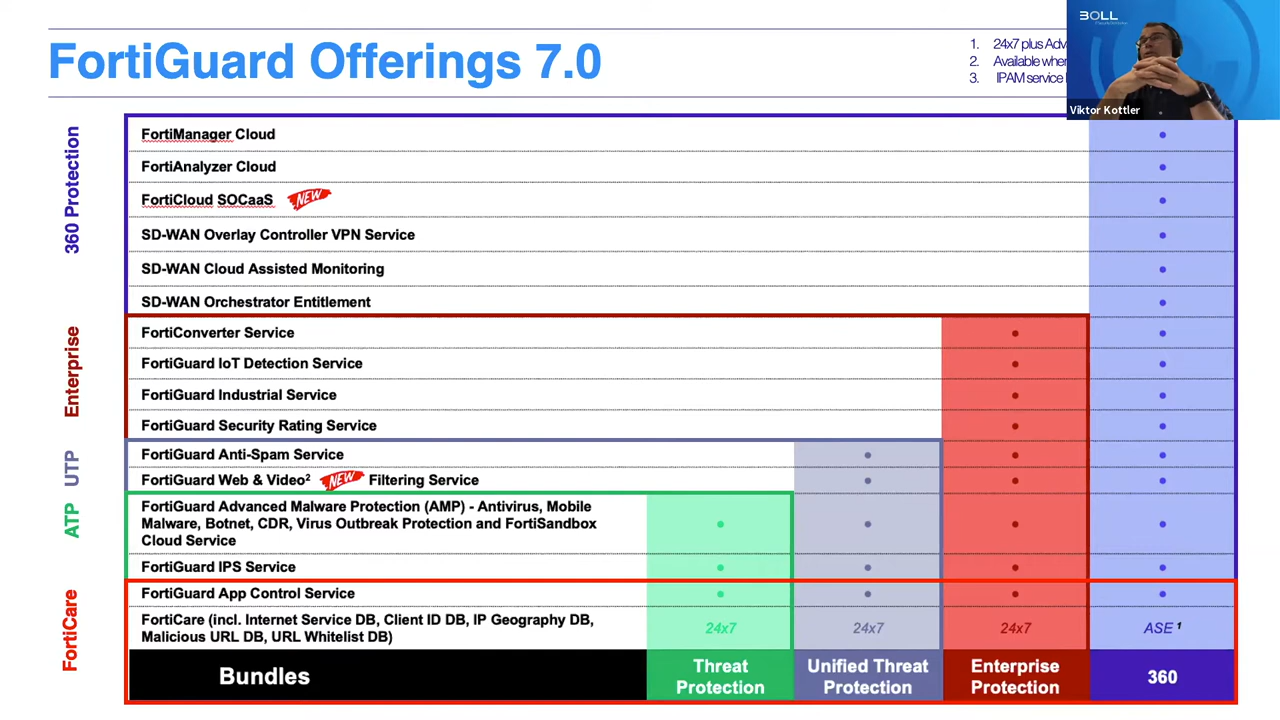 BOLL
FortiGuard Offerings 7.0
1. 24x7 plus
2. Available
3. IPAM service
Viktor Kottler
360 Protection
FortiManager Cloud
FortiAnalyzer Cloud
FortiCloud SOCaaS NEW
SD-WAN Overlay Controller VPN Service
SD-WAN Cloud Assisted Monitoring
SD-WAN Orchestrator Entitlement
Enterprise
FortiConverter Service
FortiGuard IoT Detection Service
FortiGuard Industrial Service
FortiGuard Security Rating Service
UTP
FortiGuard Anti-Spam Service
FortiGuard Web & Video² NEW Filtering Service
ATP
FortiGuard Advanced Malware Protection (AMP) - Antivirus, Mobile
Malware, Botnet, CDR, Virus Outbreak Protection and FortiSandbox
Cloud Service
FortiGuard IPS Service
FortiCare
FortiGuard App Control Service
FortiCare (incl. Internet Service DB, Client ID DB, IP Geography DB,
Malicious URL DB, URL Whitelist DB)
24x7 24x7 24x7 ASE ¹
Bundles
Threat
Protection
Unified Threat
Protection
Enterprise
Protection
360